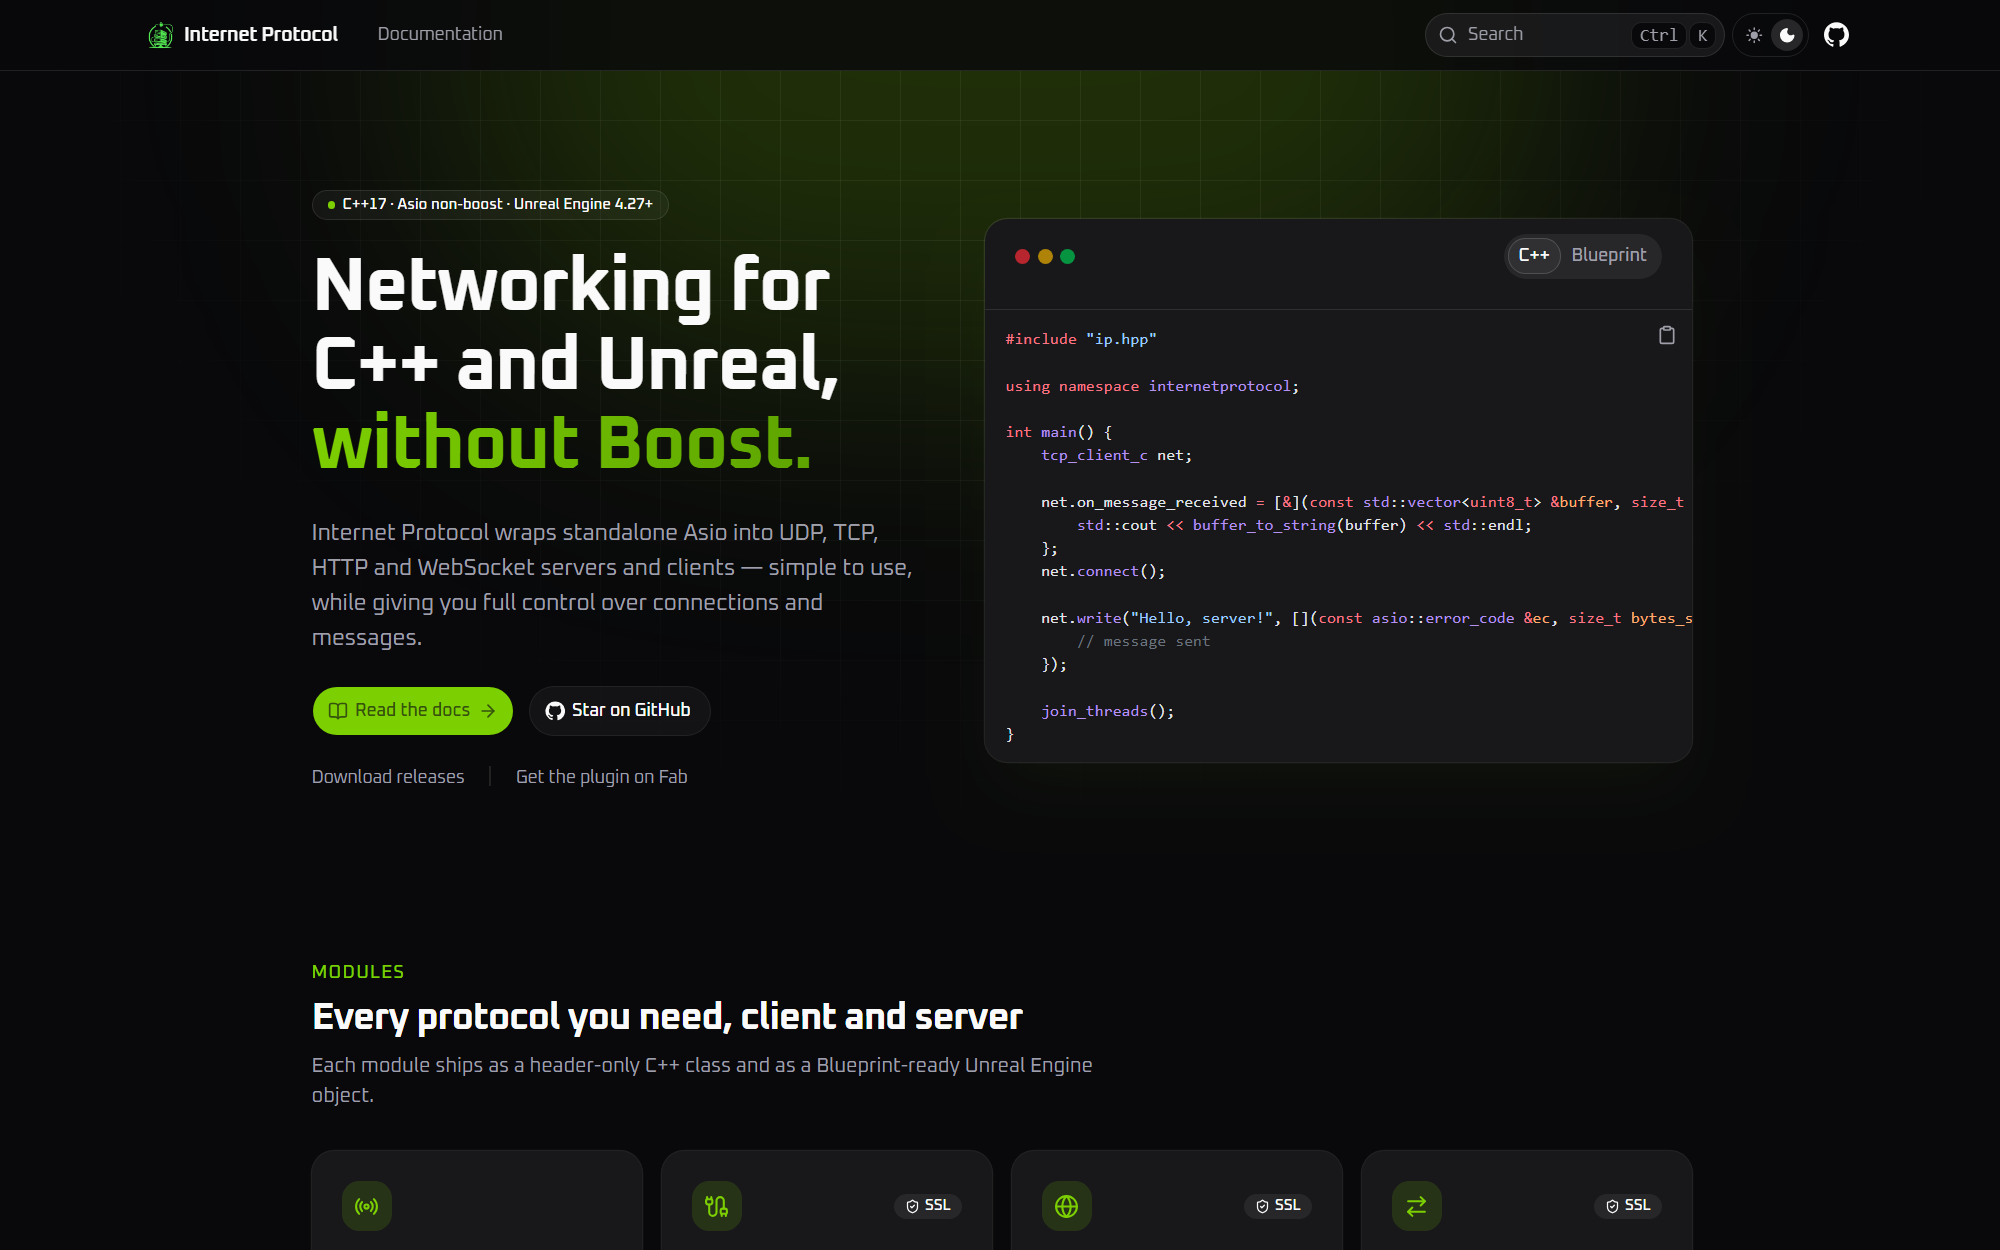 Internet Protocol
Documentation
Search
Ctrl K
C++17 · Asio non-boost · Unreal Engine 4.27+
Networking for
C++ and Unreal,
without Boost.
Internet Protocol wraps standalone Asio into UDP, TCP,
HTTP and WebSocket servers and clients — simple to use,
while giving you full control over connections and
messages.
Read the docs
Star on GitHub
Download releases
Get the plugin on Fab
C++
Blueprint
#include "ip.hpp"
using namespace internetprotocol;
int main() {
    tcp_client_c net;
    net.on_message_received = [&](const std::vector<uint8_t> &buffer, size_t
        std::cout << buffer_to_string(buffer) << std::endl;
    };
    net.connect();
    net.write("Hello, server!", [](const asio::error_code &ec, size_t bytes_s
        // message sent
    });
    join_threads();
}
MODULES
Every protocol you need, client and server
Each module ships as a header-only C++ class and as a Blueprint-ready Unreal Engine
object.
SSL
SSL
SSL